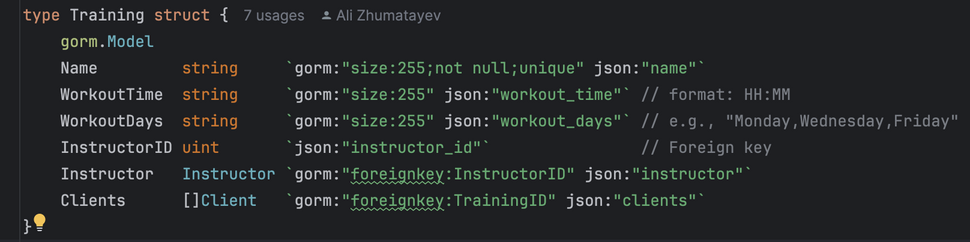 type Training struct { 7 usages Ali Zhumatayev
gorm.Model
Name string `gorm:"size:255;not null;unique" json:"name"`
WorkoutTime string `gorm:"size:255" json:"workout_time"` // format: HH:MM
WorkoutDays string `gorm:"size:255" json:"workout_days"` // e.g., "Monday,Wednesday,Friday"
InstructorID uint `json:"instructor_id"` // Foreign key
Instructor Instructor `gorm:"foreignkey:InstructorID" json:"instructor"`
Clients []Client `gorm:"foreignkey:TrainingID" json:"clients"`
}